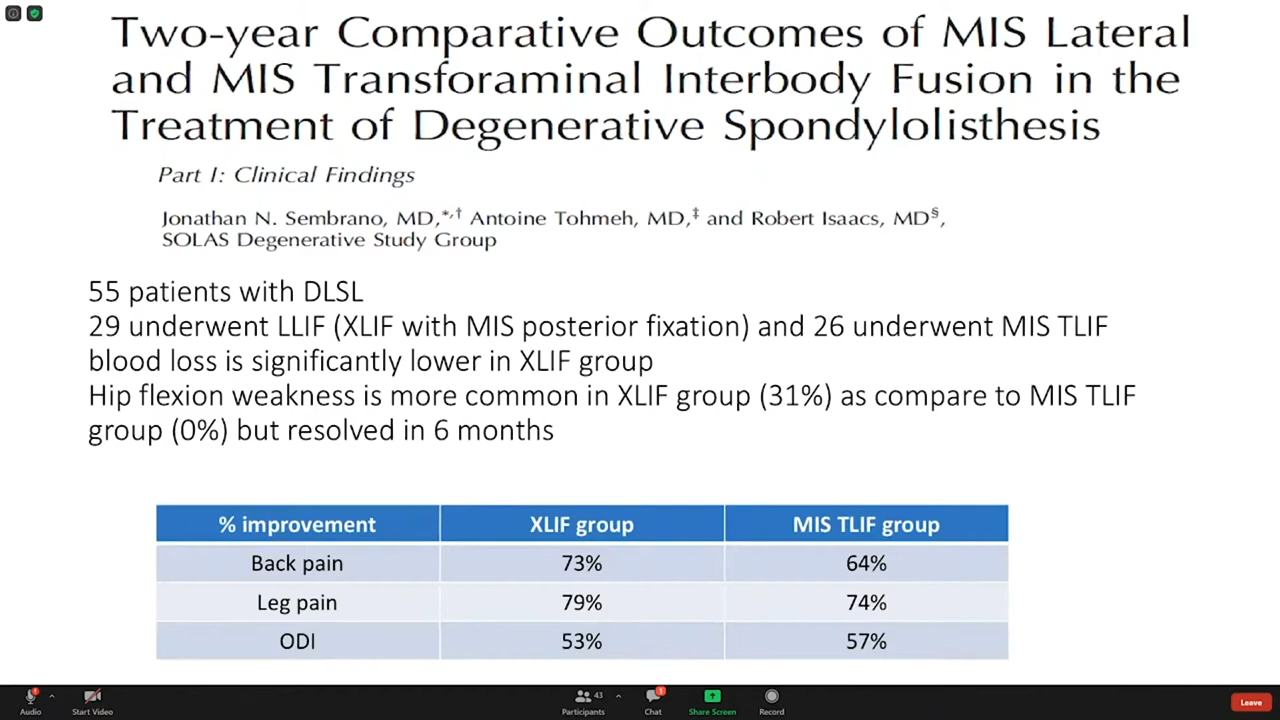 Two-year Comparative Outcomes of MIS Lateral
and MIS Transforaminal Interbody Fusion in the
Treatment of Degenerative Spondylolisthesis
Part I: Clinical Findings
Jonathan N. Sembrano, MD,*,† Antoine Tohmeh, MD,‡ and Robert Isaacs, MD§,
SOLAS Degenerative Study Group
55 patients with DLSL
29 underwent LLIF (XLIF with MIS posterior fixation) and 26 underwent MIS TLIF
blood loss is significantly lower in XLIF group
Hip flexion weakness is more common in XLIF group (31%) as compare to MIS TLIF
group (0%) but resolved in 6 months
% improvement XLIF group MIS TLIF group
Back pain 73% 64%
Leg pain 79% 74%
ODI 53% 57%
Audio Start Video Participants 43 Chat 1 Share Screen Record Leave